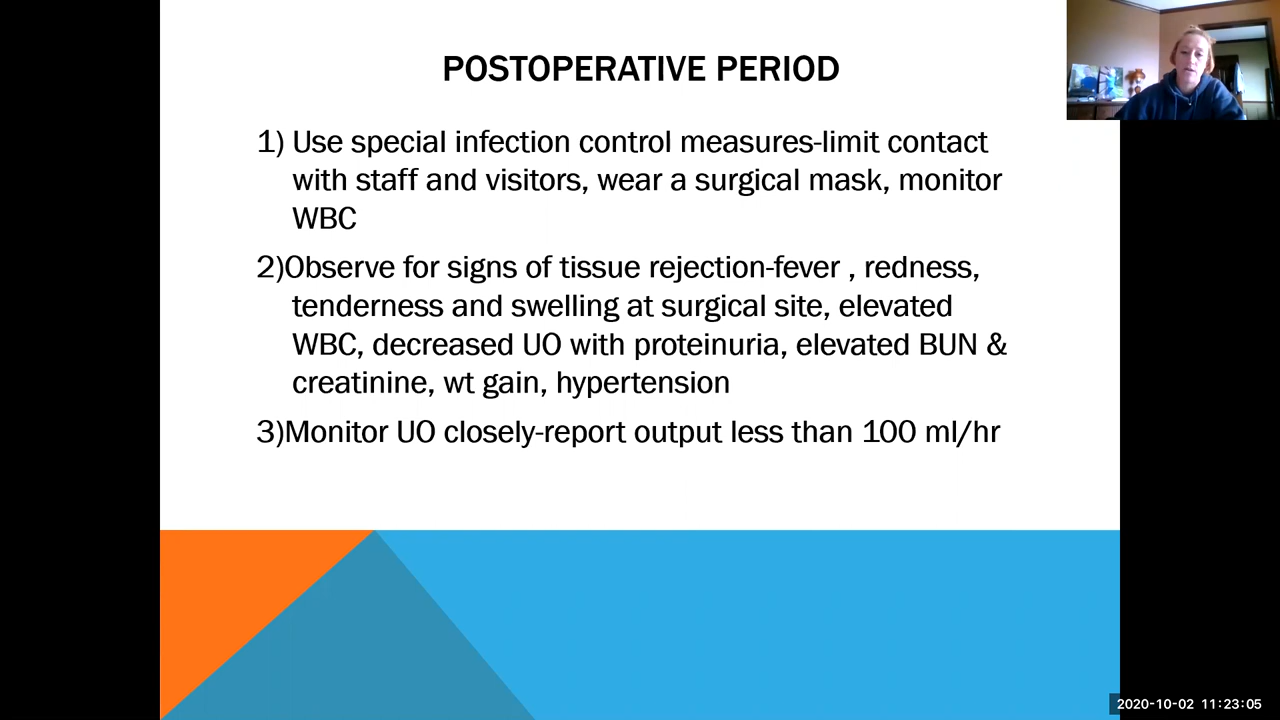 POSTOPERATIVE PERIOD
1) Use special infection control measures-limit contact
with staff and visitors, wear a surgical mask, monitor
WBC
2)Observe for signs of tissue rejection-fever , redness,
tenderness and swelling at surgical site, elevated
WBC, decreased UO with proteinuria, elevated BUN &
creatinine, wt gain, hypertension
3)Monitor UO closely-report output less than 100 ml/hr
2020-10-02 11:23:05